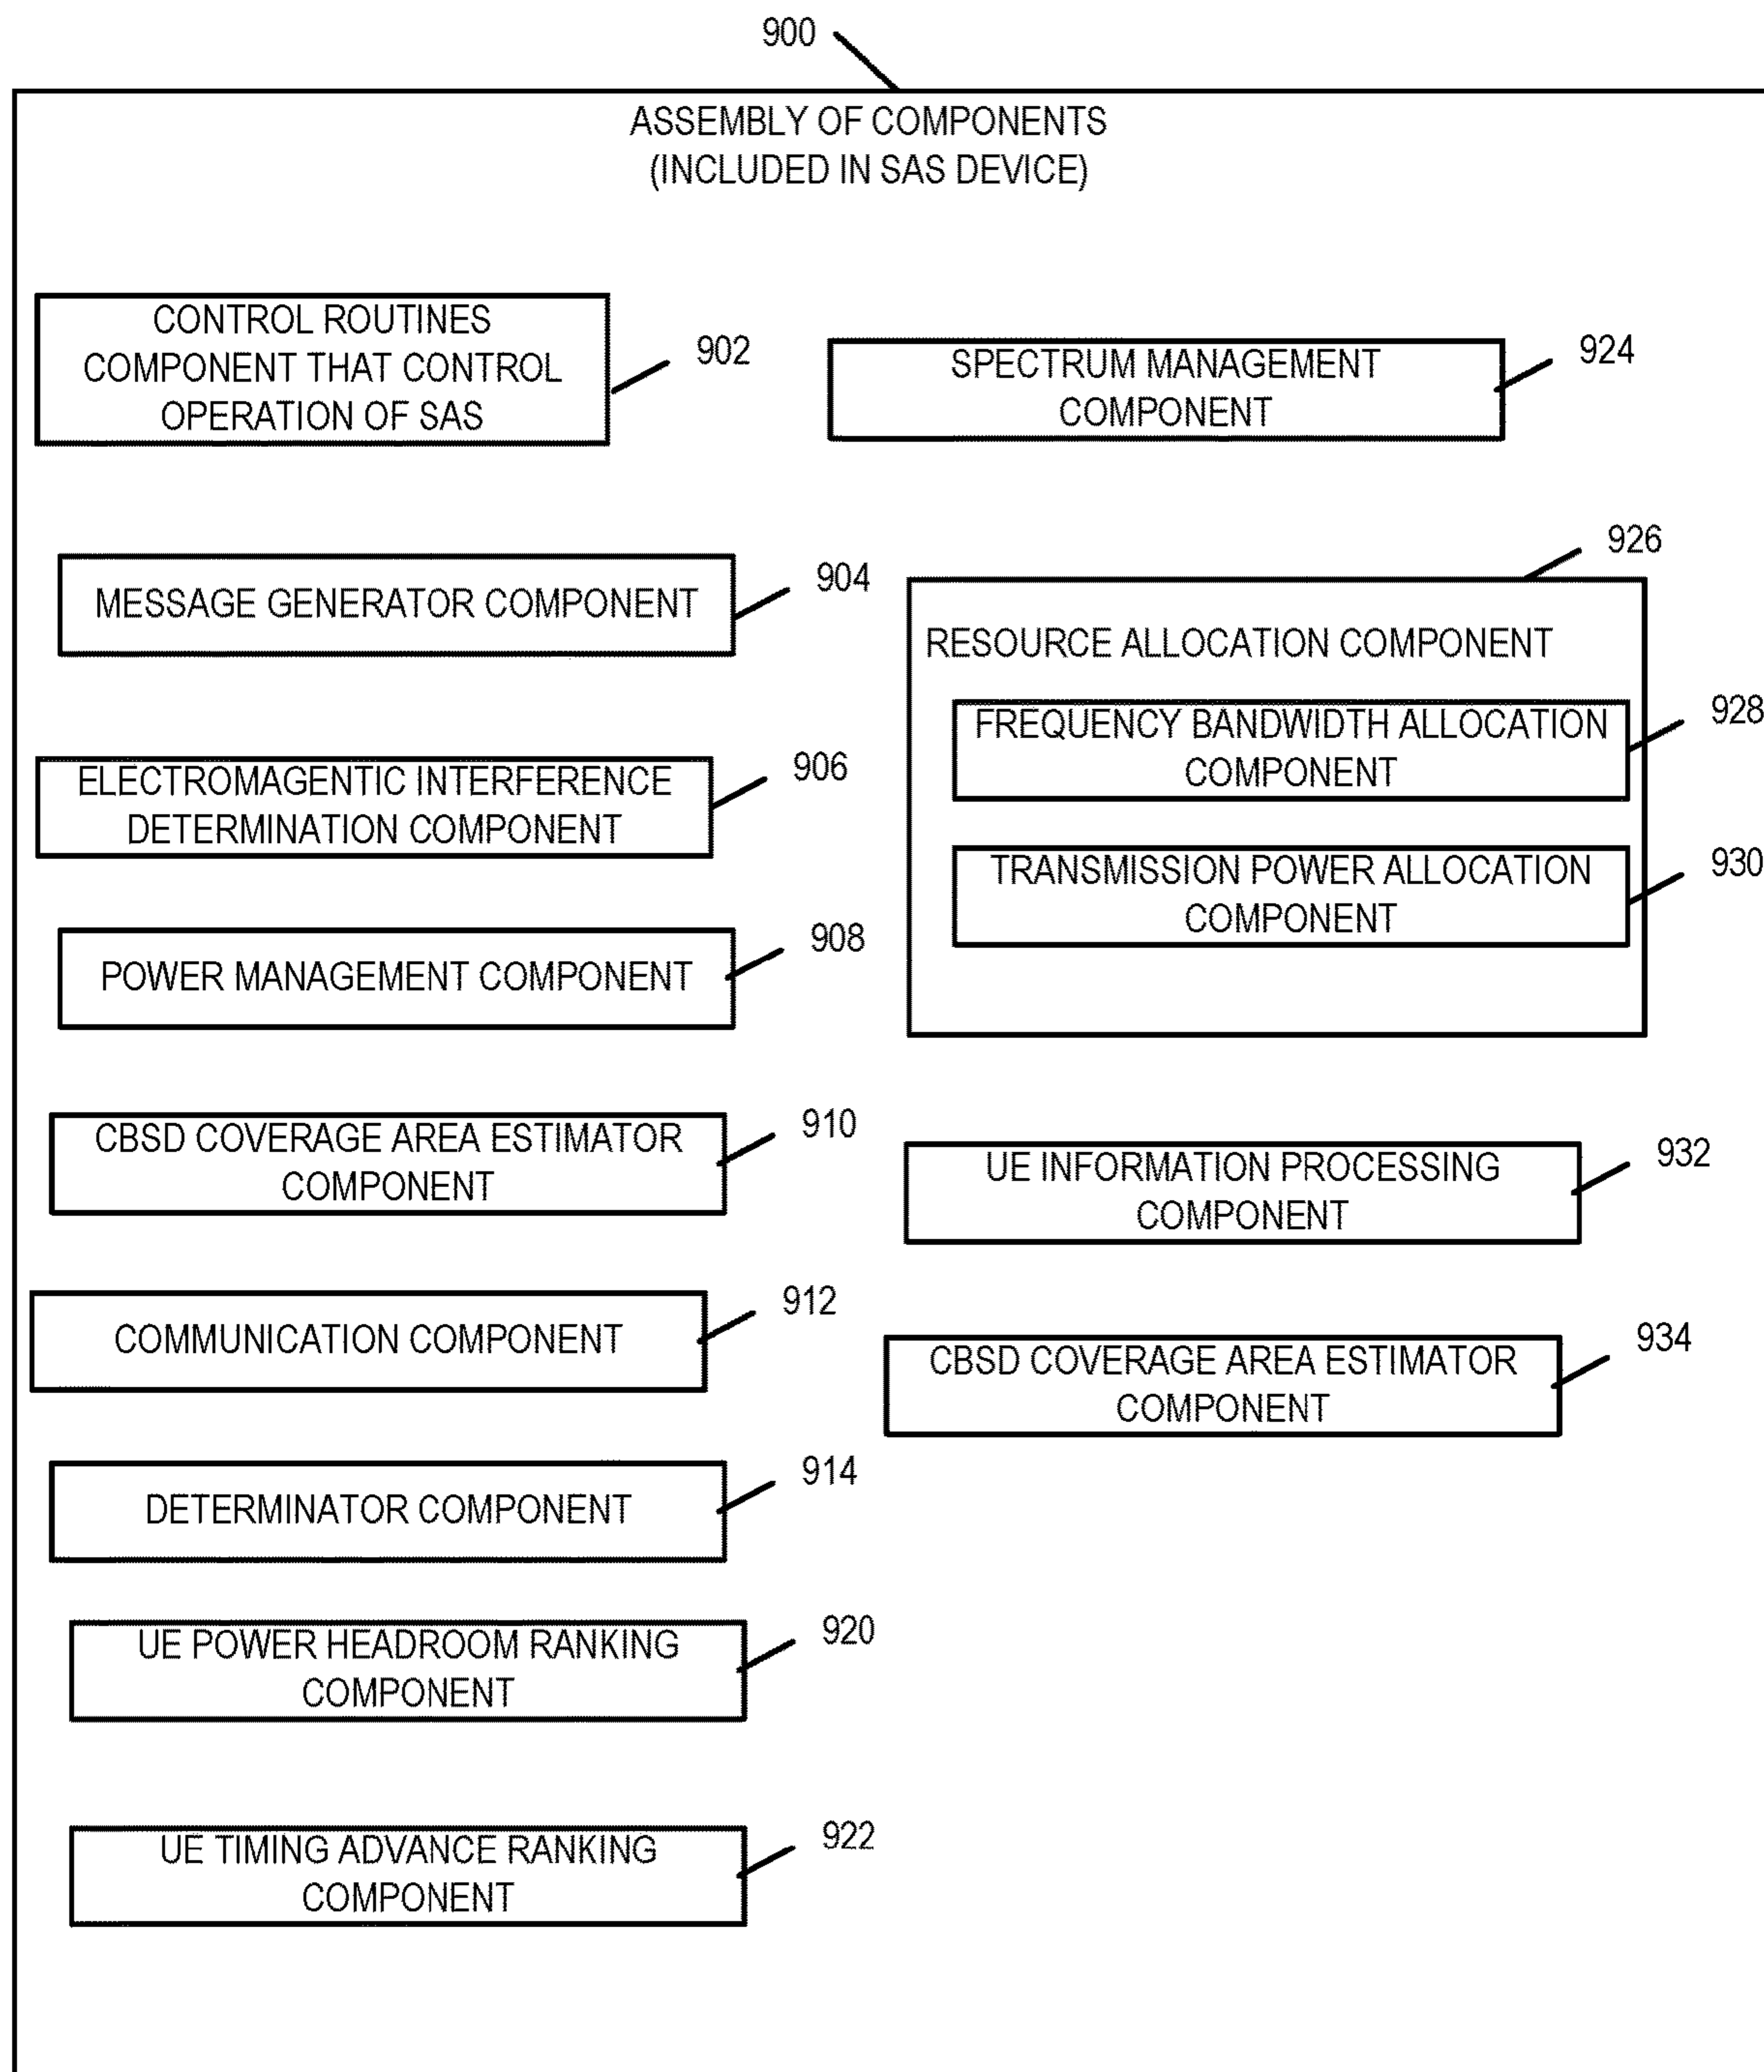 900
ASSEMBLY OF COMPONENTS
(INCLUDED IN SAS DEVICE)
CONTROL ROUTINES
COMPONENT THAT CONTROL
OPERATION OF SAS
902
MESSAGE GENERATOR COMPONENT
904
ELECTROMAGENTIC INTERFERENCE
DETERMINATION COMPONENT
906
POWER MANAGEMENT COMPONENT
908
CBSD COVERAGE AREA ESTIMATOR
COMPONENT
910
COMMUNICATION COMPONENT
912
DETERMINATOR COMPONENT
914
UE POWER HEADROOM RANKING
COMPONENT
920
UE TIMING ADVANCE RANKING
COMPONENT
922
SPECTRUM MANAGEMENT
COMPONENT
924
926
RESOURCE ALLOCATION COMPONENT
FREQUENCY BANDWIDTH ALLOCATION
COMPONENT
928
TRANSMISSION POWER ALLOCATION
COMPONENT
930
UE INFORMATION PROCESSING
COMPONENT
932
CBSD COVERAGE AREA ESTIMATOR
COMPONENT
934